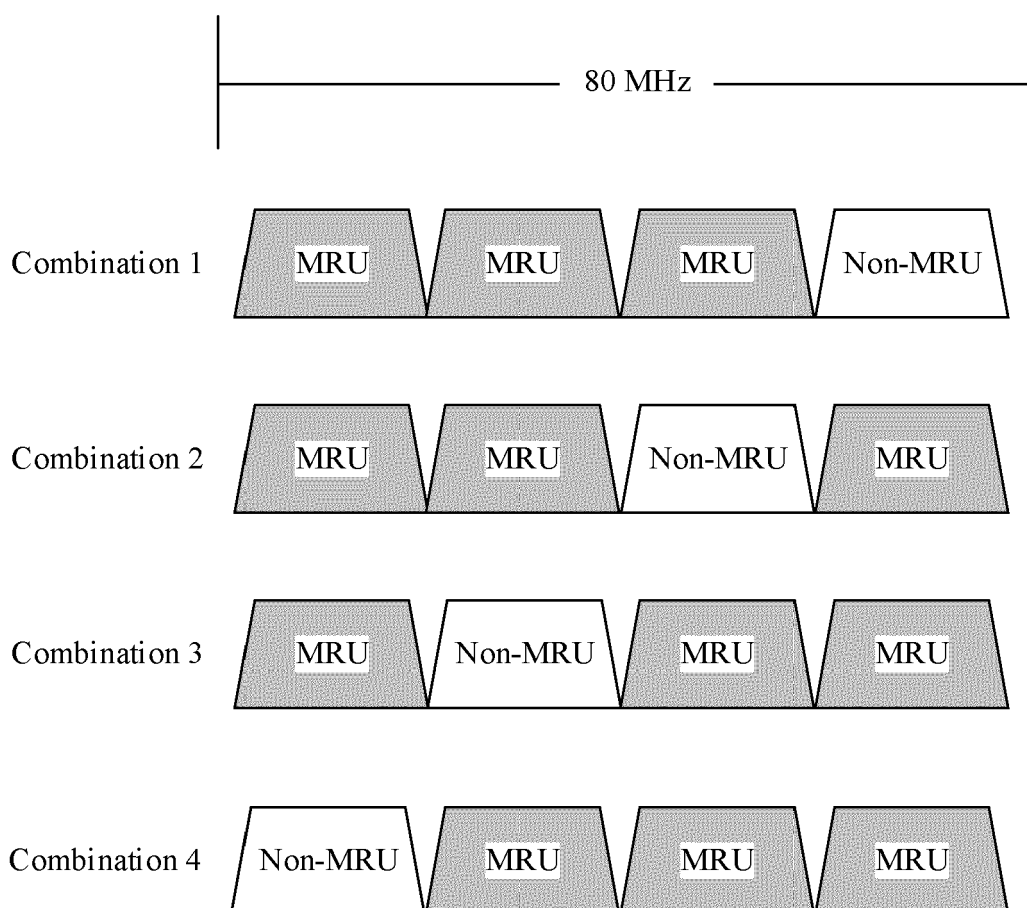 80 MHz
Combination 1 MRU MRU MRU Non-MRU
Combination 2 MRU MRU Non-MRU MRU
Combination 3 MRU Non-MRU MRU MRU
Combination 4 Non-MRU MRU MRU MRU